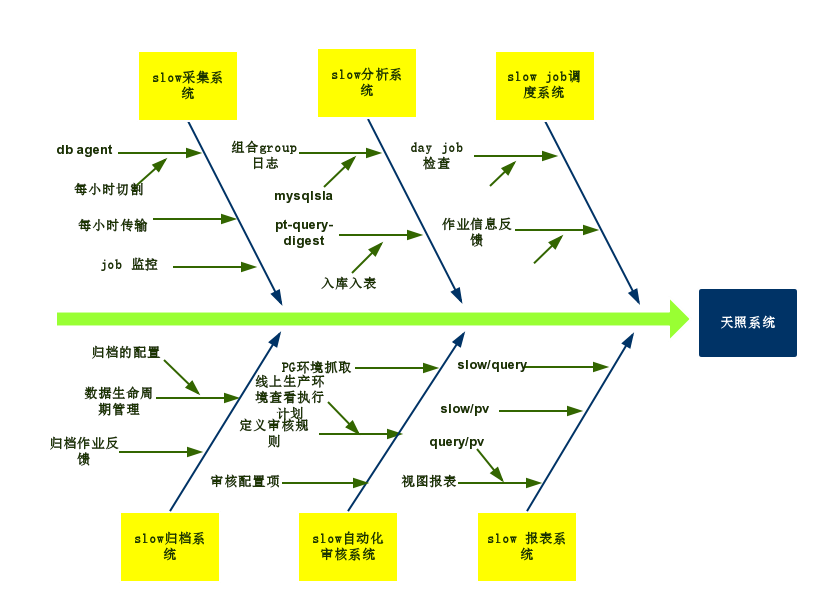 slow采集系
统
slow分析系
统
slow job调
度系统
db agent
每小时切割
每小时传输
job 监控
组合group
日志
mysqlsla
pt-query-
digest
入库入表
day job
检查
作业信息反
馈
天照系统
归档的配置
数据生命周
期管理
归档作业反
馈
PG环境抓取
线上生产环
境查看执行
计划
定义审核规
则
审核配置项
slow/query
slow/pv
query/pv
视图报表
slow归档系
统
slow自动化
审核系统
slow 报表系
统